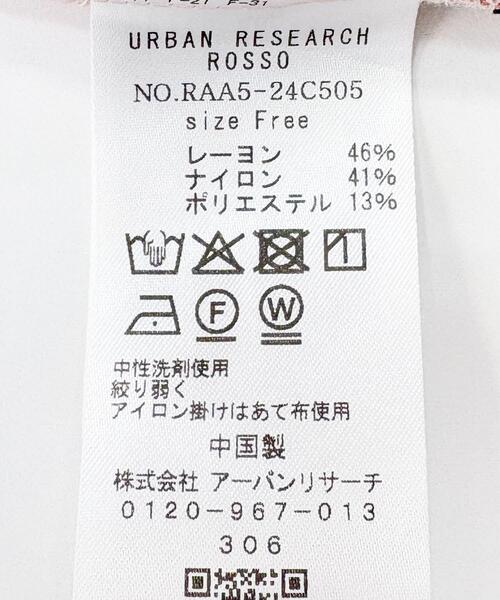 URBAN RESEARCH
ROSSO
NO.RAA5-24C505
size Free
レーヨン 46%
ナイロン 41%
ポリエステル 13%
F
W
中性洗剤使用
絞り弱く
アイロン掛けはあて布使用
中国製
株式会社 アーバンリサーチ
0120-967-013
306